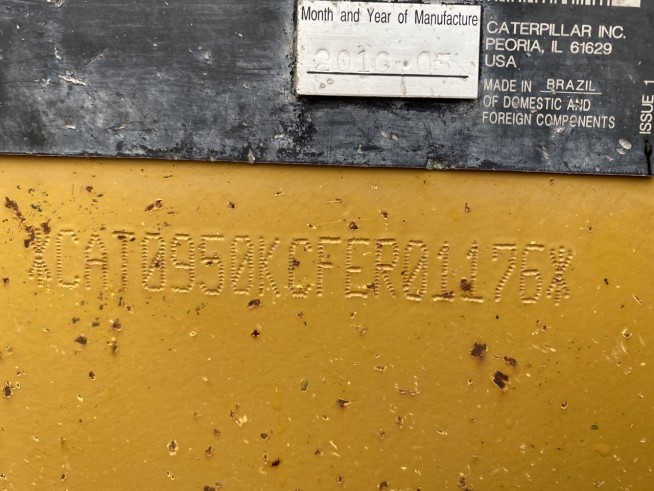 Month and Year of Manufacture
2016-05
CATERPILLAR INC.
PEORIA, IL 61629
USA
MADE IN BRAZIL
OF DOMESTIC AND
FOREIGN COMPONENTS
ISSUE 1
*CAT0950KCFER01176*